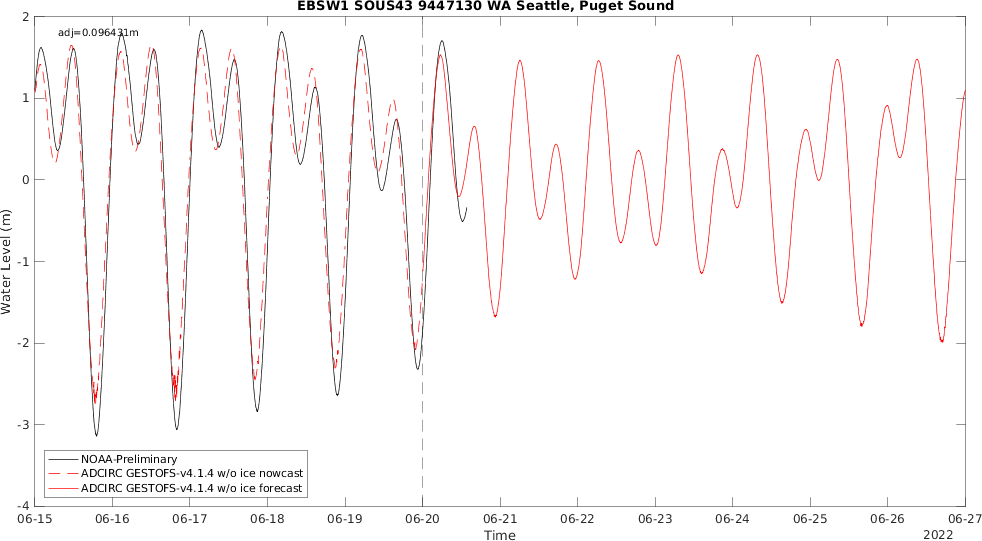 EBSW1 SOUS43 9447130 WA Seattle, Puget Sound
adj=0.096431m
2
1
0
-1
-2
-3
-4
Water Level (m)
NOAA-Preliminary
ADCIRC GESTOFS-v4.1.4 w/o ice nowcast
ADCIRC GESTOFS-v4.1.4 w/o ice forecast
06-15 06-16 06-17 06-18 06-19 06-20 06-21 06-22 06-23 06-24 06-25 06-26 06-27
Time
2022